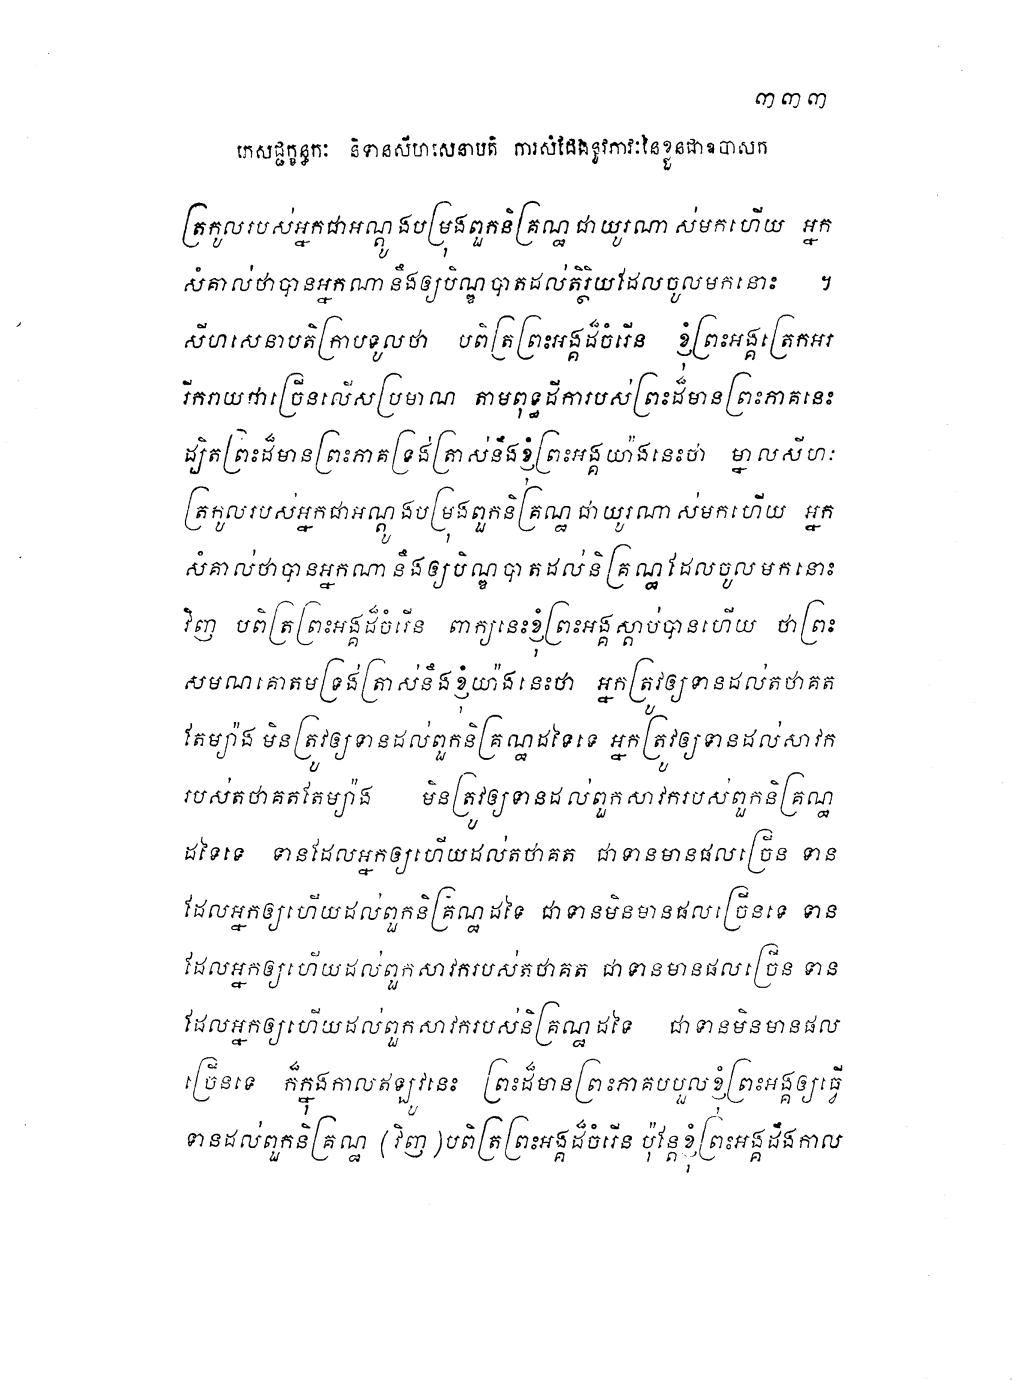 ៣៣៣
ភេសជ្ជក្ខន្ធកៈ និទានសីហសេនាបតិ ការសំដែងនូវភាវៈនៃខ្លួនជាឧបាសក
ត្រកូលរបស់អ្នកជាអណ្តូងបម្រុងពួកនិគ្រណ្ឋជាយូរណាស់មកហើយ អ្នក
សំគាល់ថាបានអ្នកណានឹងឲ្យបិណ្ឌបាតដល់តិរ្ថិយដែលចូលមកនោះ ។
សីហសេនាបតិក្រាបទូលថា បពិត្រព្រះអង្គដ៏ចំរើន ខ្ញុំព្រះអង្គត្រេកអរ
រីករាយជាច្រើនលើសប្រមាណ តាមពុទ្ធដីការបស់ព្រះដ៏មានព្រះភាគនេះ
ដ្បិតព្រះដ៏មានព្រះភាគទ្រង់ត្រាស់នឹងខ្ញុំព្រះអង្គយ៉ាងនេះថា ម្នាលសីហៈ
ត្រកូលរបស់អ្នកជាអណ្តូងបម្រុងពួកនិគ្រណ្ឋជាយូរណាស់មកហើយ អ្នក
សំគាល់ថាបានអ្នកណានឹងឲ្យបិណ្ឌបាតដល់និគ្រណ្ឋដែលចូលមកនោះ
វិញ បពិត្រព្រះអង្គដ៏ចំរើន ពាក្យនេះខ្ញុំព្រះអង្គស្តាប់បានហើយ ថាព្រះ
សមណគោតមទ្រង់ត្រាស់នឹងខ្ញុំយ៉ាងនេះថា អ្នកត្រូវឲ្យទានដល់តថាគត
តែម្យ៉ាង មិនត្រូវឲ្យទានដល់ពួកនិគ្រណ្ឋដទៃទេ អ្នកត្រូវឲ្យទានដល់សាវក
របស់តថាគតតែម្យ៉ាង មិនត្រូវឲ្យទានដល់ពួកសាវករបស់ពួកនិគ្រណ្ឋ
ដទៃទេ ទានដែលអ្នកឲ្យហើយដល់តថាគត ជាទានមានផលច្រើន ទាន
ដែលអ្នកឲ្យហើយដល់ពួកនិគ្រណ្ឋដទៃ ជាទានមិនមានផលច្រើនទេ ទាន
ដែលអ្នកឲ្យហើយដល់ពួកសាវករបស់តថាគត ជាទានមានផលច្រើន ទាន
ដែលអ្នកឲ្យហើយដល់ពួកសាវករបស់និគ្រណ្ឋដទៃ ជាទានមិនមានផល
ច្រើនទេ ក៏ក្នុងកាលឥឡូវនេះ ព្រះដ៏មានព្រះភាគបបួលខ្ញុំព្រះអង្គឲ្យធ្វើ
ទានដល់ពួកនិគ្រណ្ឋ (វិញ) បពិត្រព្រះអង្គដ៏ចំរើន ប៉ុន្តែខ្ញុំព្រះអង្គដឹងកាល